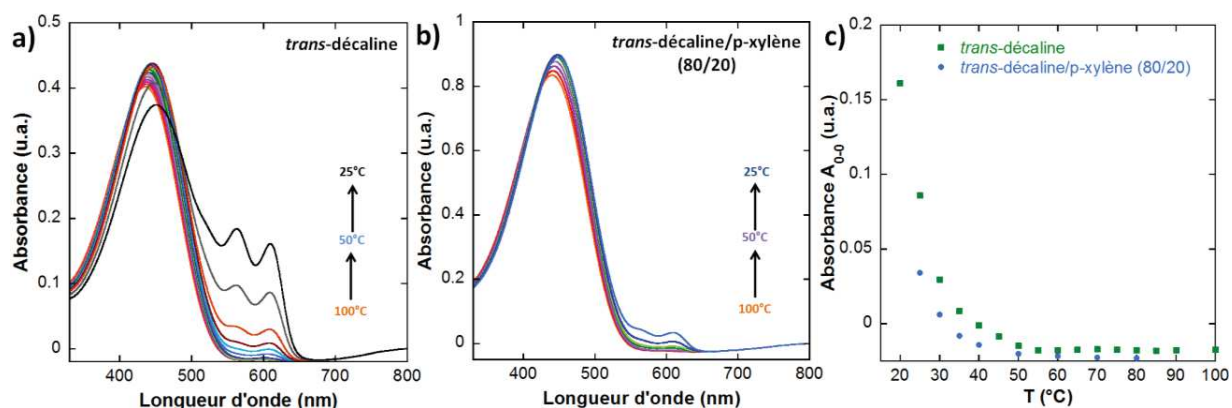 a)
trans-décaline
Absorbance (u.a.)
0.5
0.4
0.3
0.2
0.1
0
25°C
50°C
100°C
400 500 600 700 800
Longueur d'onde (nm)
b)
trans-décaline/p-xylène
(80/20)
Absorbance (u.a.)
1
0.8
0.6
0.4
0.2
0
25°C
50°C
100°C
400 500 600 700 800
Longueur d'onde (nm)
c)
trans-décaline
trans-décaline/p-xylène (80/20)
Absorbance A0-0 (u.a.)
0.2
0.15
0.1
0.05
0
20 30 40 50 60 70 80 90 100
T (°C)